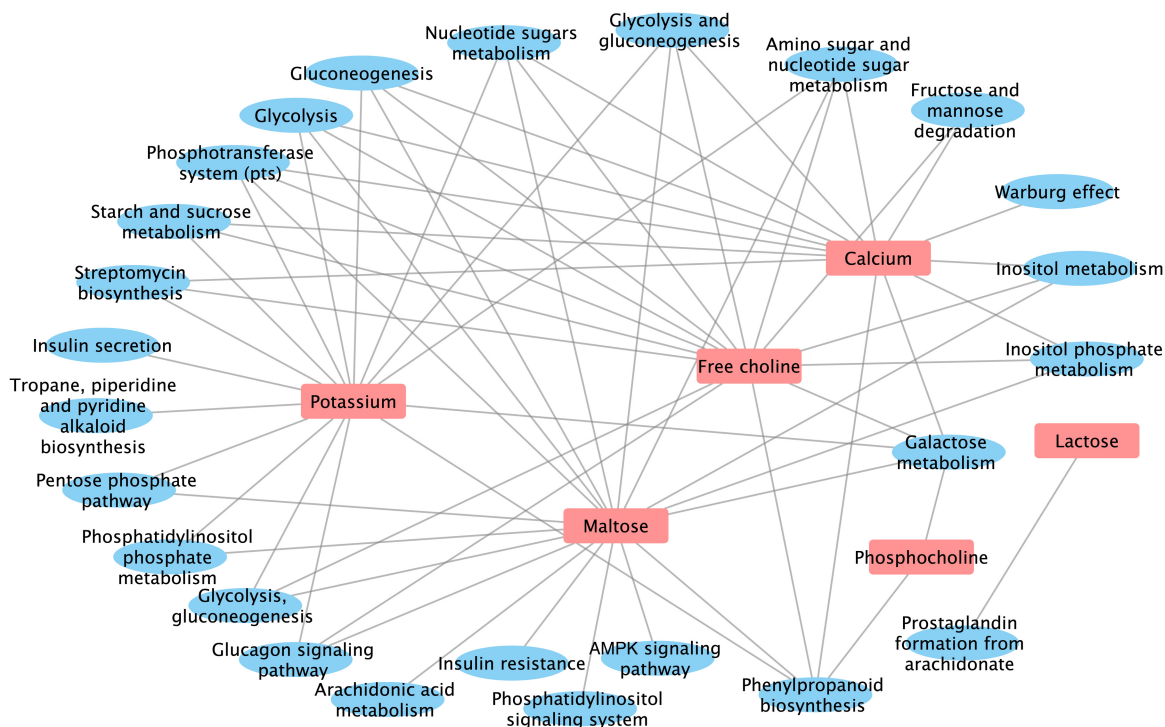 Nucleotide sugars
metabolism
Glycolysis and
gluconeogenesis
Amino sugar and
nucleotide sugar
metabolism
Gluconeogenesis
Fructose and
mannose
degradation
Glycolysis
Phosphotransferase
system (pts)
Warburg effect
Starch and sucrose
metabolism
Calcium
Inositol metabolism
Streptomycin
biosynthesis
Insulin secretion
Free choline
Inositol phosphate
metabolism
Tropane, piperidine
and pyridine
alkaloid
biosynthesis
Potassium
Lactose
Galactose
metabolism
Pentose phosphate
pathway
Maltose
Phosphatidylinositol
phosphate
metabolism
Phosphocholine
Glycolysis,
gluconeogenesis
Prostaglandin
formation from
arachidonate
Glucagon signaling
pathway
Insulin resistance
AMPK signaling
pathway
Arachidonic acid
metabolism
Phosphatidylinositol
signaling system
Phenylpropanoid
biosynthesis